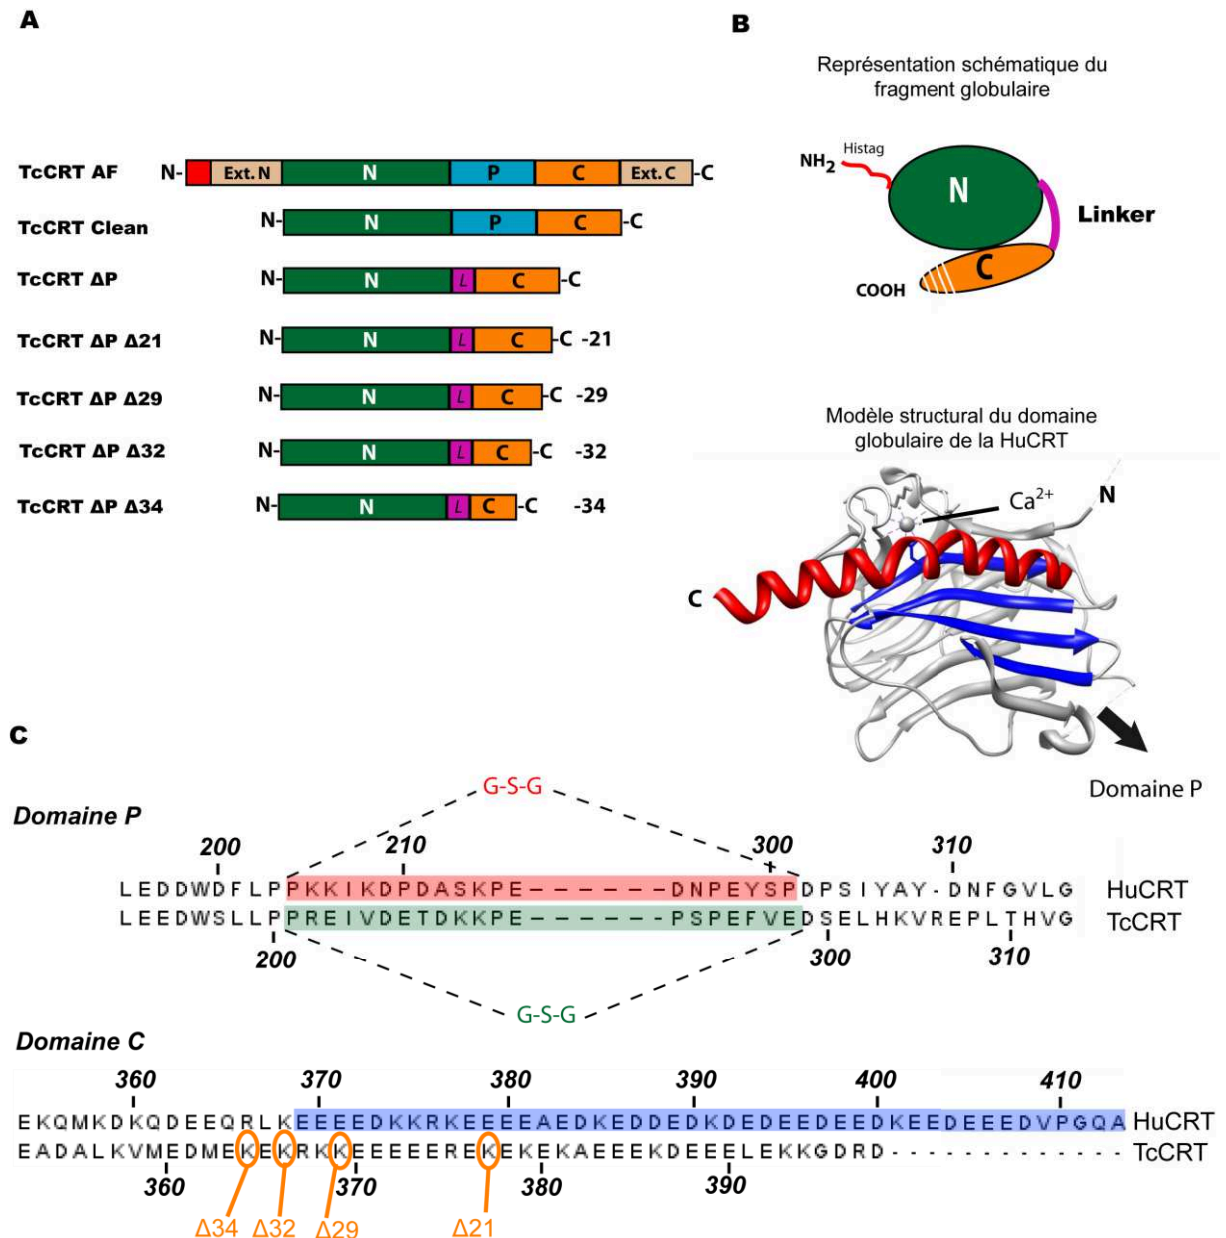 A
TcCRT AF N- Ext. N N P C Ext. C -C
TcCRT Clean N- N P C -C
TcCRT ΔP N- N L C -C
TcCRT ΔP Δ21 N- N L C -C -21
TcCRT ΔP Δ29 N- N L C -C -29
TcCRT ΔP Δ32 N- N L C -C -32
TcCRT ΔP Δ34 N- N L C -C -34
B
Représentation schématique du
fragment globulaire
Histag
NH2
N
Linker
C
COOH
Modèle structural du domaine
globulaire de la HuCRT
Ca2+
N
C
Domaine P
C
G-S-G
Domaine P
200 210 300 310
LEDDWDFLPPKKIKDPDASKPE------DNPEYSPDPSIYAY-DNFGVLG HuCRT
LEEDWSLLPPREIVDETDKKPE------PSPEFVEDSELHKVREPLTHVG TcCRT
200 300 310
G-S-G
Domaine C
360 370 380 390 400 410
EKQMKDKQDEEQRLKEEEEDKKRKEEEEAEDKEDDEDKDEDEEDEEDKEEDEEEDVPGQA HuCRT
EADALKVMEDMEKEKRKKEEEEEREKEKEKAEEEKDEEELEKKGDRD------------- TcCRT
360 370 380 390
Δ34 Δ32 Δ29 Δ21